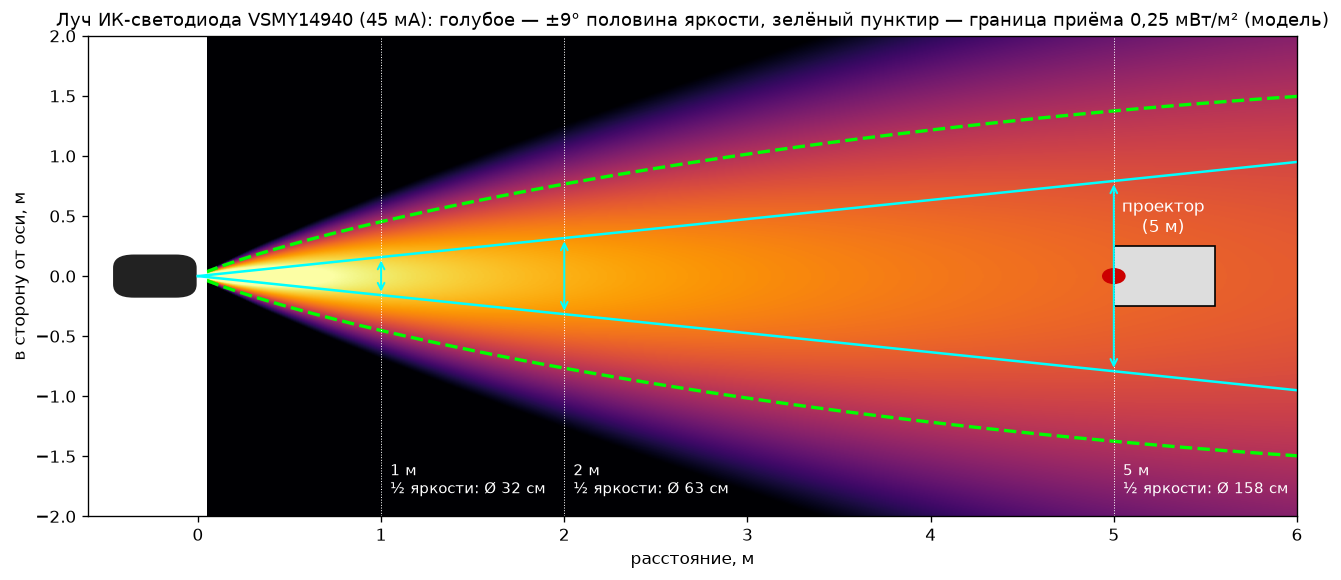 Луч ИК-светодиода VSMY14940 (45 мА): голубое — ±9° половина яркости, зелёный пунктир — граница приёма 0,25 мВт/м² (модель)
2.0
1.5
1.0
0.5
0.0
−0.5
−1.0
−1.5
−2.0
в сторону от оси, м
проектор
(5 м)
1 м
½ яркости: Ø 32 см
2 м
½ яркости: Ø 63 см
5 м
½ яркости: Ø 158 см
0
1
2
3
4
5
6
расстояние, м